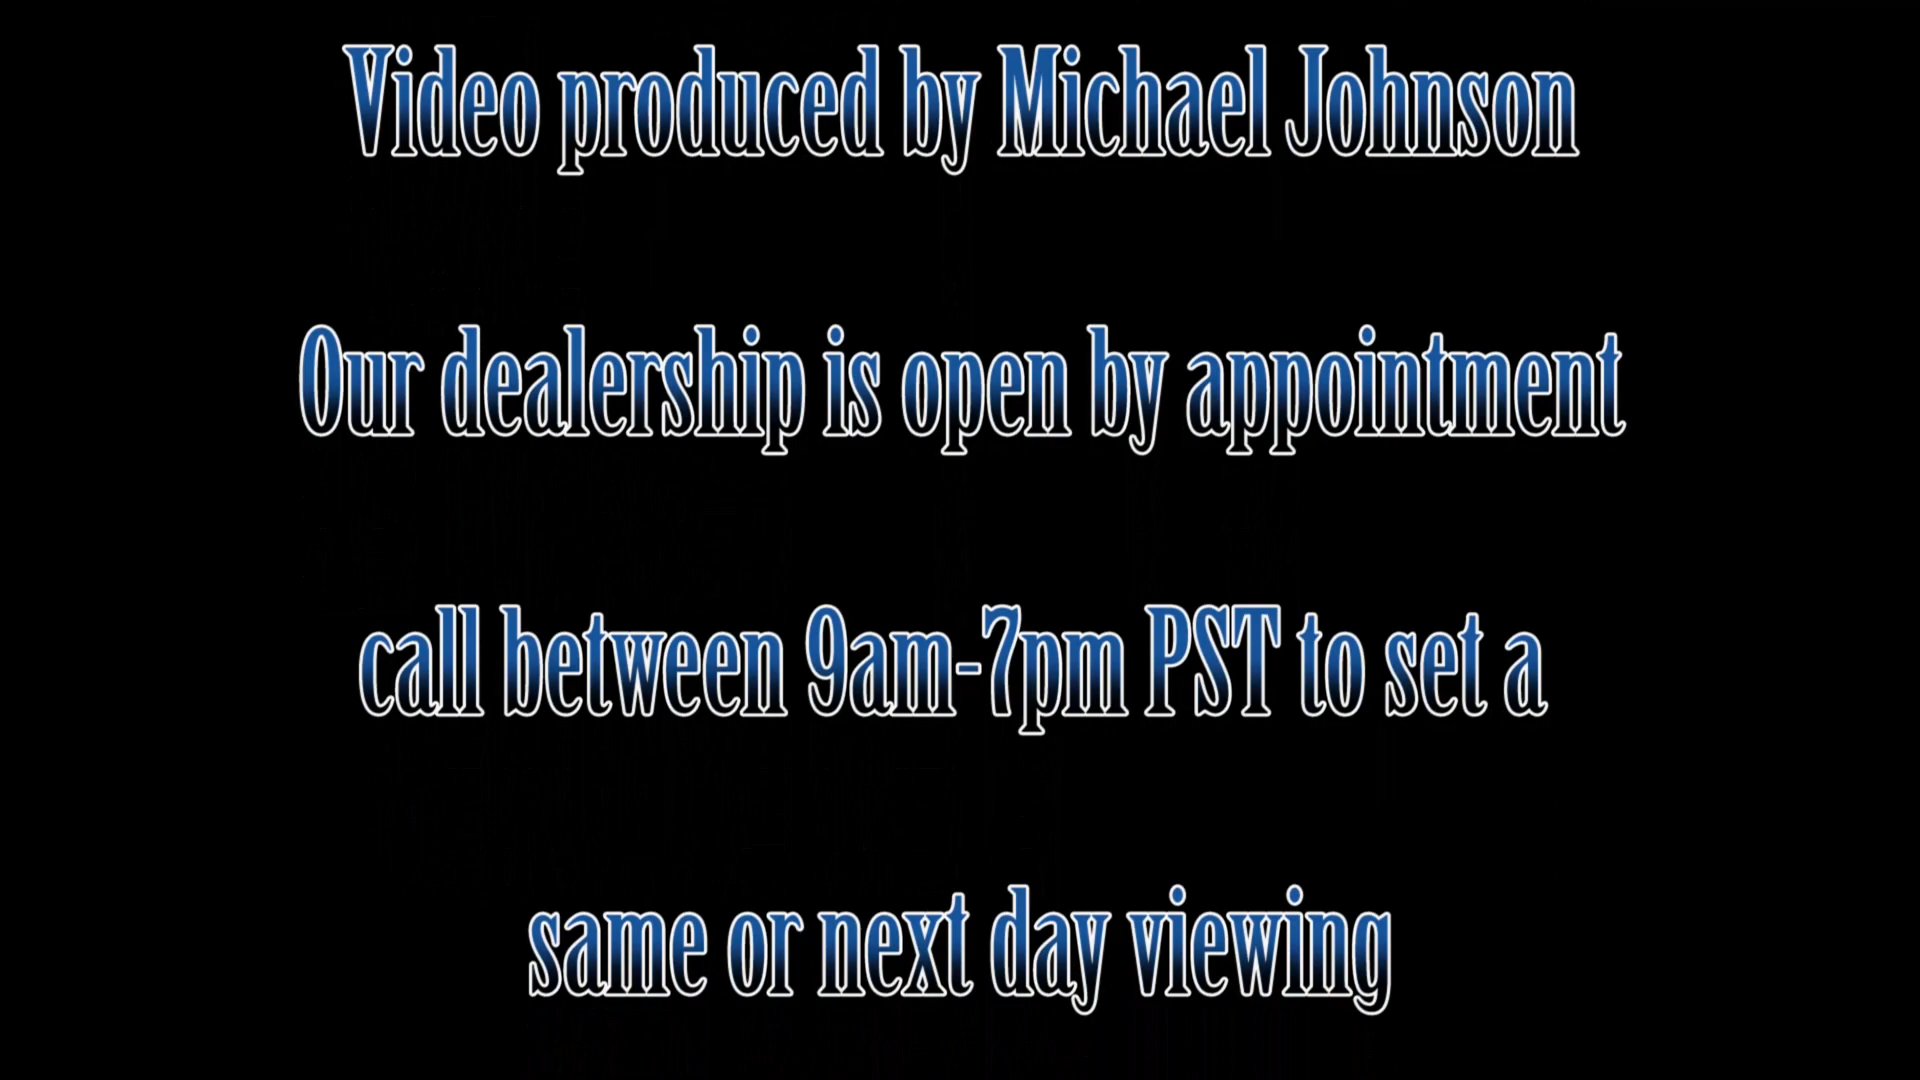 Video produced by Michael Johnson
Our dealership is open by appointment
call between 9am-7pm PST to set a
same or next day viewing